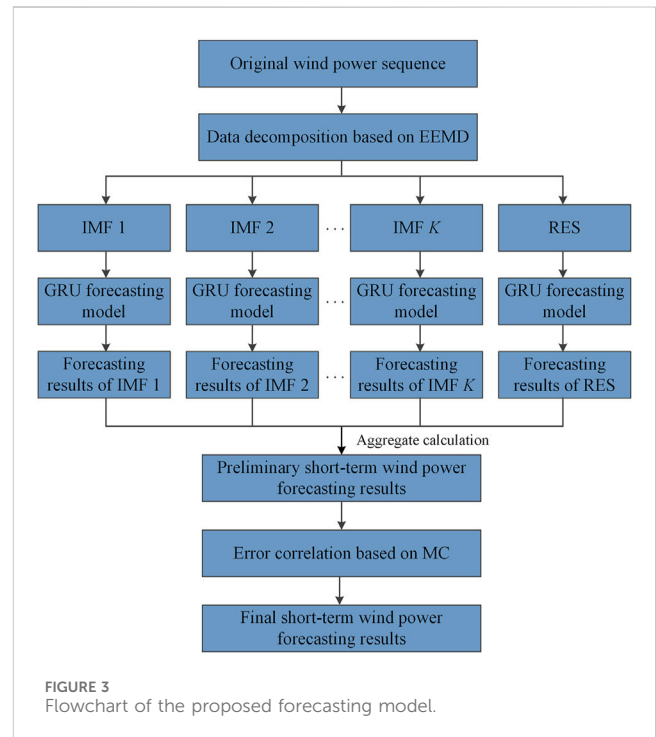 Original wind power sequence
Data decomposition based on EEMD
IMF 1
IMF 2
...
IMF K
RES
GRU forecasting
model
GRU forecasting
model
...
GRU forecasting
model
GRU forecasting
model
Forecasting
results of IMF 1
Forecasting
results of IMF 2
...
Forecasting
results of IMF K
Forecasting
results of RES
Aggregate calculation
Preliminary short-term wind power
forecasting results
Error correlation based on MC
Final short-term wind power
forecasting results
FIGURE 3
Flowchart of the proposed forecasting model.